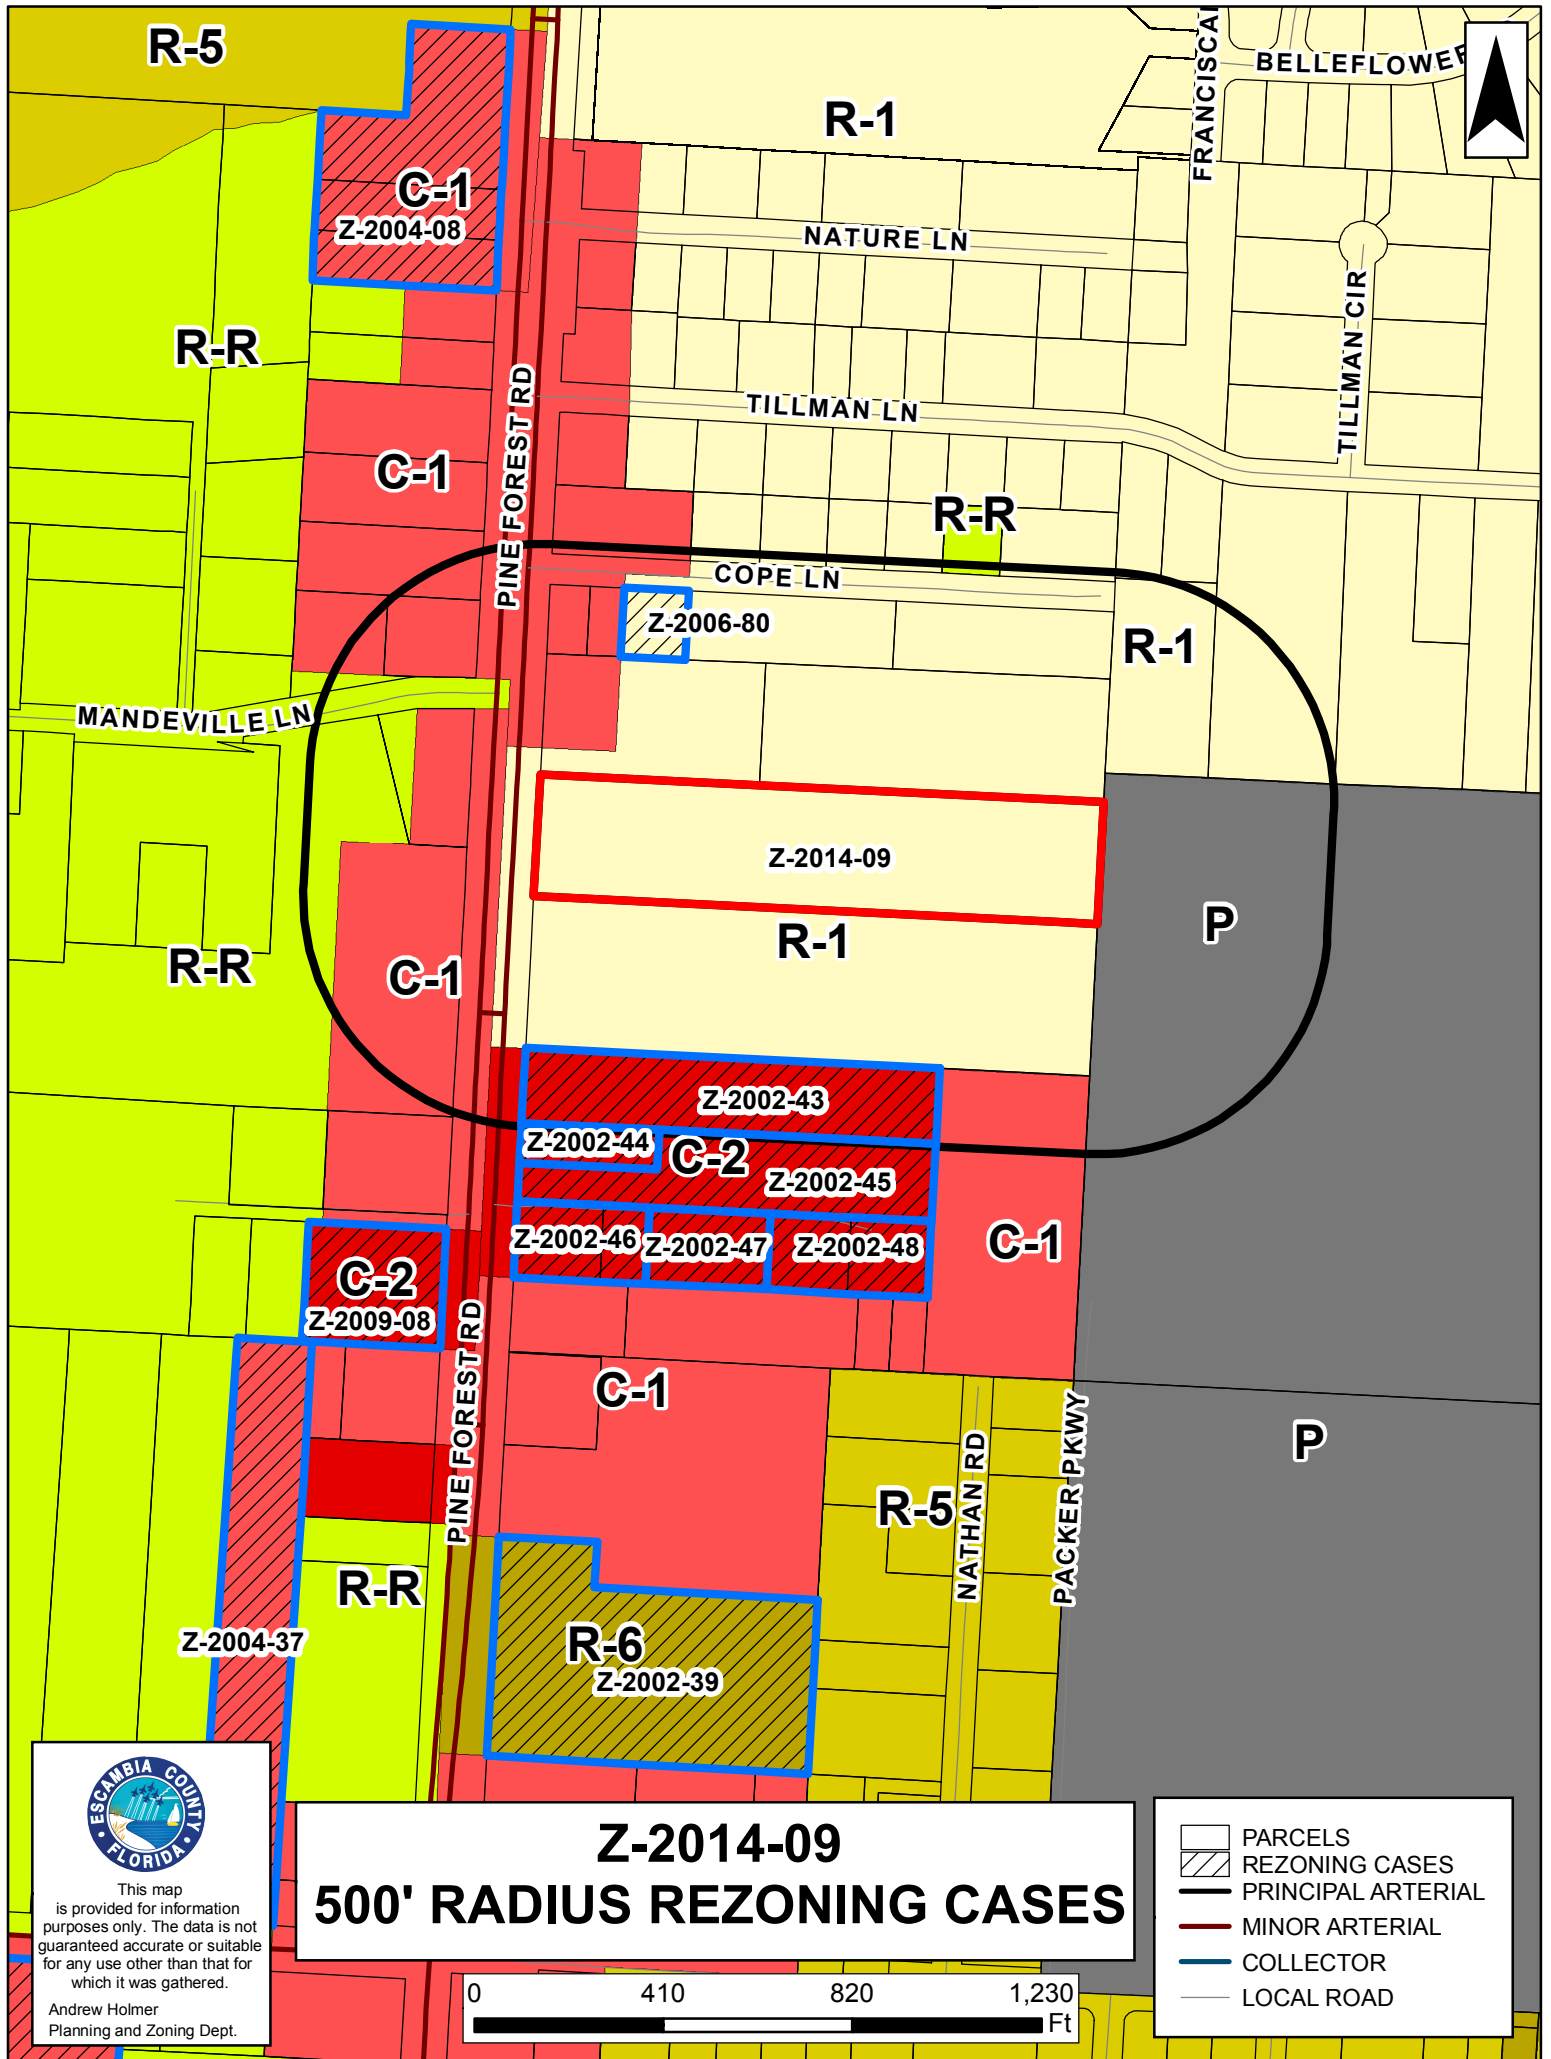 R-5
FRANCISCA
BELLEFLOWER
R-1
C-1
Z-2004-08
NATURE LN
R-R
TILLMAN CIR
PINE FOREST RD
TILLMAN LN
C-1
R-R
COPE LN
Z-2006-80
R-1
MANDEVILLE LN
Z-2014-09
P
R-1
R-R
C-1
Z-2002-43
Z-2002-44
C-2
Z-2002-45
Z-2002-46
Z-2002-47
Z-2002-48
C-1
C-2
Z-2009-08
PINE FOREST RD
C-1
P
R-5
NATHAN RD
PACKER PKWY
R-R
Z-2004-37
R-6
Z-2002-39
ESCAMBIA COUNTY
FLORIDA
This map
is provided for information
purposes only. The data is not
guaranteed accurate or suitable
for any use other than that for
which it was gathered.
Andrew Holmer
Planning and Zoning Dept.
Z-2014-09
500' RADIUS REZONING CASES
0 410 820 1,230
Ft
PARCELS
REZONING CASES
PRINCIPAL ARTERIAL
MINOR ARTERIAL
COLLECTOR
LOCAL ROAD